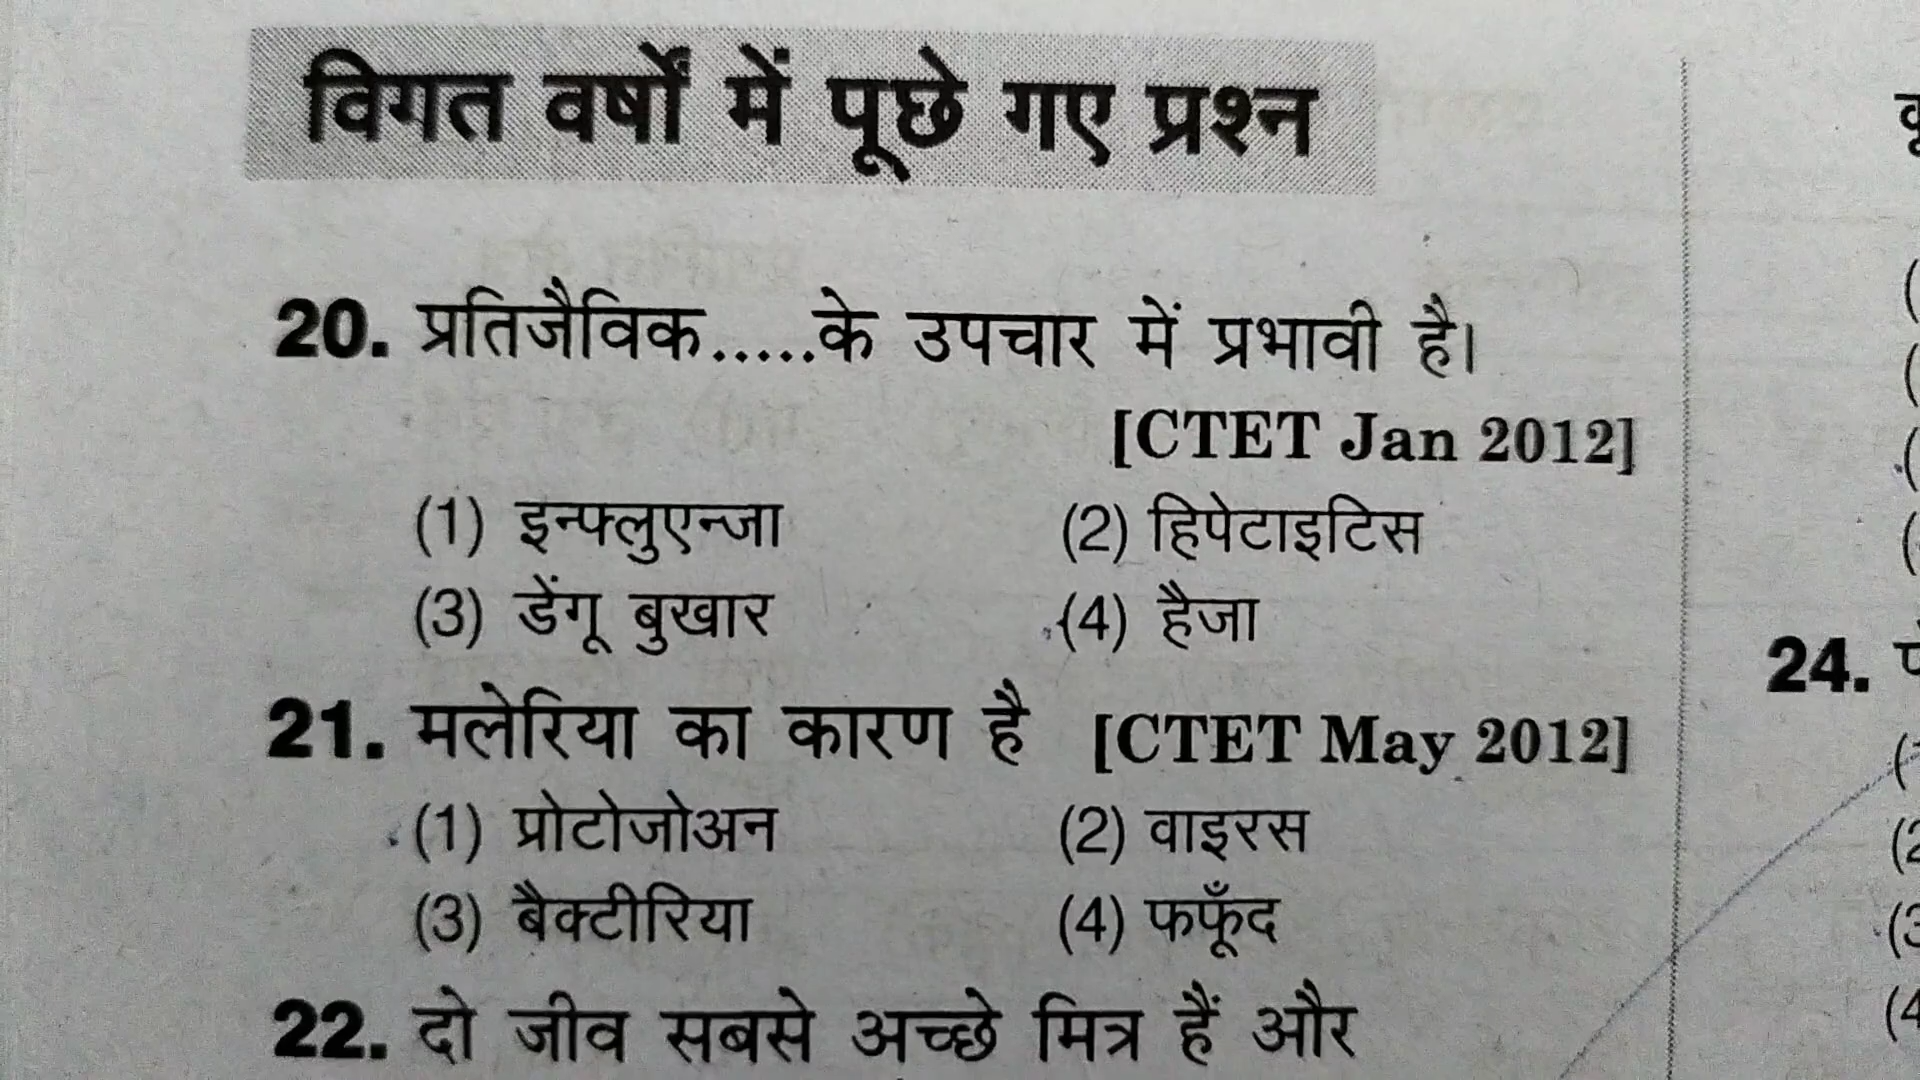 विगत वर्षों में पूछे गए प्रश्न
20. प्रतिजैविक.....के उपचार में प्रभावी है।
[CTET Jan 2012]
(1) इन्फ्लुएन्जा (2) हिपेटाइटिस
(3) डेंगू बुखार (4) हैजा
21. मलेरिया का कारण है [CTET May 2012]
(1) प्रोटोजोअन (2) वाइरस
(3) बैक्टीरिया (4) फफूँद
22. दो जीव सबसे अच्छे मित्र हैं और
24.